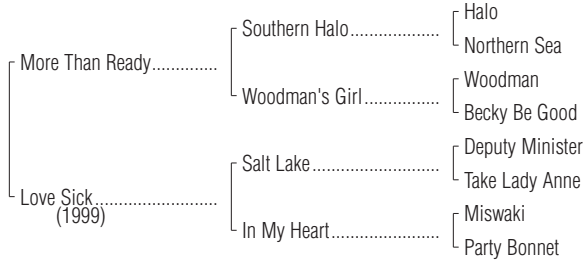 Halo
Southern Halo....................
Northern Sea
More Than Ready..............
Woodman
Woodman's Girl.................
Becky Be Good
Deputy Minister
Salt Lake............................
Take Lady Anne
Love Sick..........................
(1999)
Miswaki
In My Heart........................
Party Bonnet